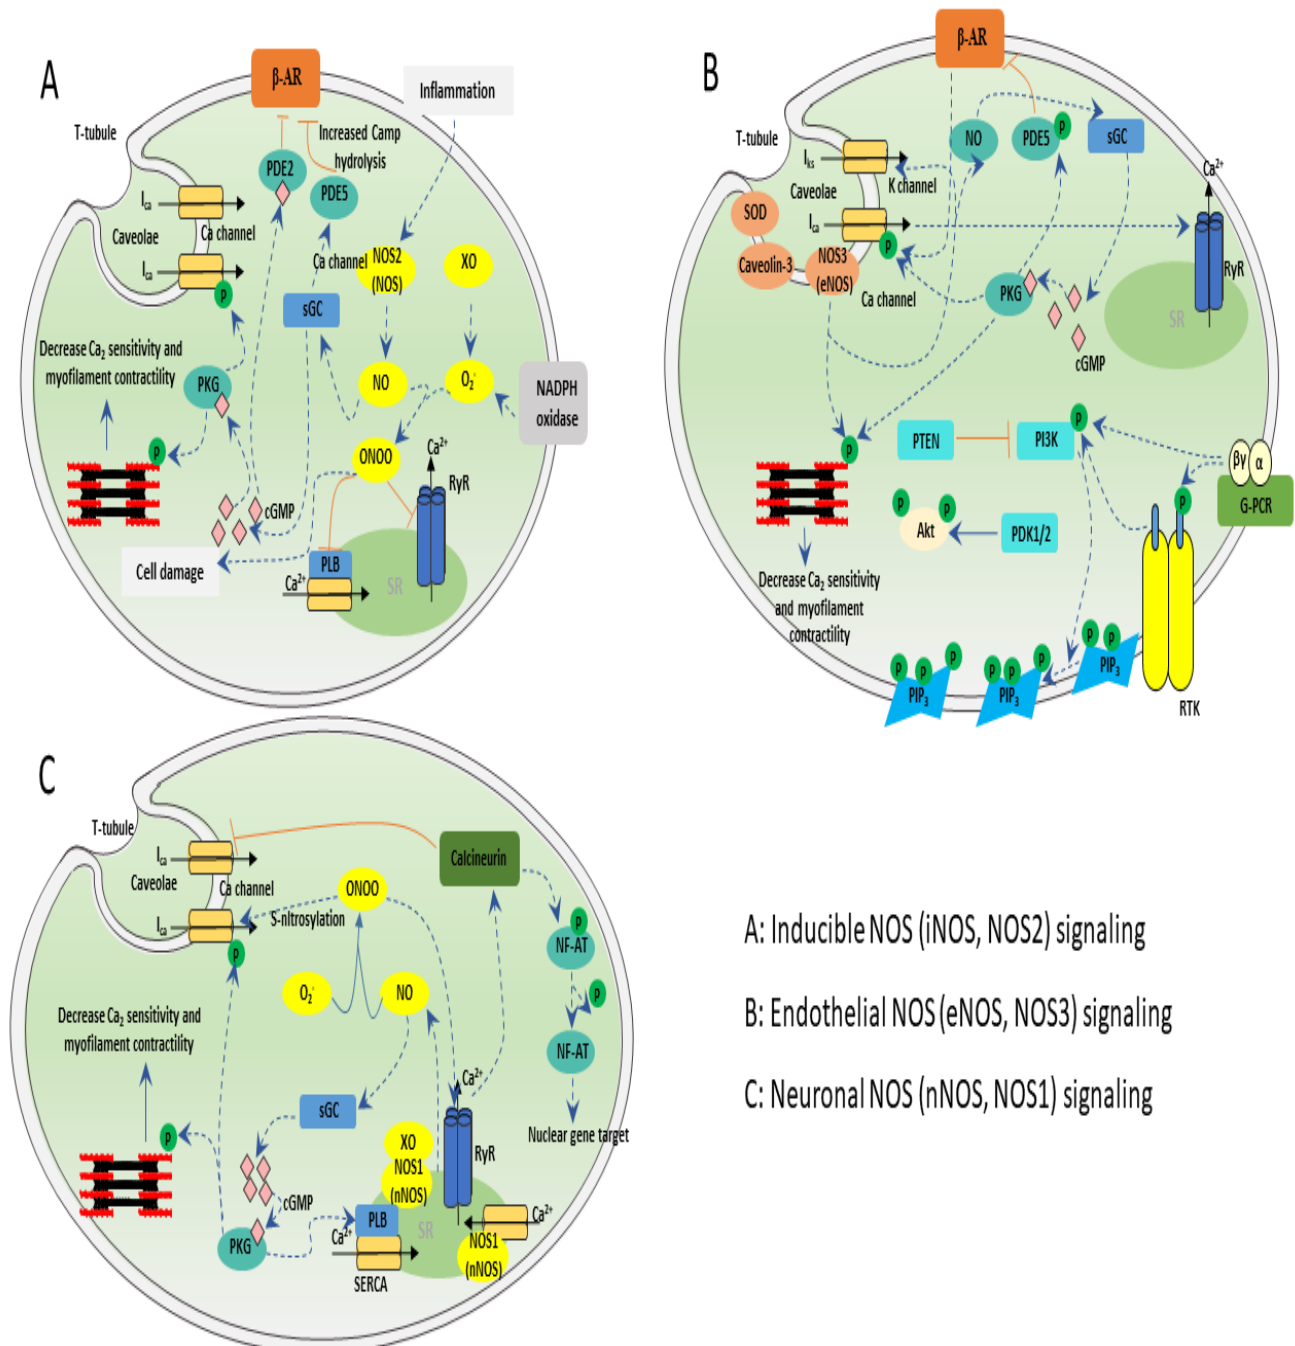 A
β-AR
Inflammation
T-tubule
Increased Camp
hydrolysis
PDE2
PDE5
Ica
Ca channel
Caveolae
Ica
P
Ca channel
NOS2
(NOS)
XO
sGC
Decrease Ca2 sensitivity and
myofilament contractility
PKG
NO
O2-
NADPH
oxidase
P
ONOO
Ca2+
RyR
cGMP
Cell damage
PLB
Ca2+
SR
B
β-AR
T-tubule
Iks
K channel
NO
PDE5
P
sGC
Ca2+
Caveolae
SOD
Ica
P
Caveolin-3
NOS3
(eNOS)
Ca channel
PKG
RyR
SR
cGMP
P
PTEN
PI3K
P
βγ
α
G-PCR
P
P
P
Akt
PDK1/2
Decrease Ca2 sensitivity
and myofilament
contractility
P
P
P
PIP3
P
P
P
PIP3
P
P
PIP3
RTK
C
T-tubule
Ica
Caveolae
Ca channel
Ica
P
S-nItrosylation
ONOO
Calcineurin
P
NF-AT
O2-
NO
P
NF-AT
Decrease Ca2 sensitivity and
myofilament contractility
Ca2+
sGC
Nuclear gene target
P
XO
NOS1
(nNOS)
RyR
cGMP
PKG
PLB
Ca2+
SR
Ca2+
NOS1
(nNOS)
SERCA
A: Inducible NOS (iNOS, NOS2) signaling
B: Endothelial NOS (eNOS, NOS3) signaling
C: Neuronal NOS (nNOS, NOS1) signaling